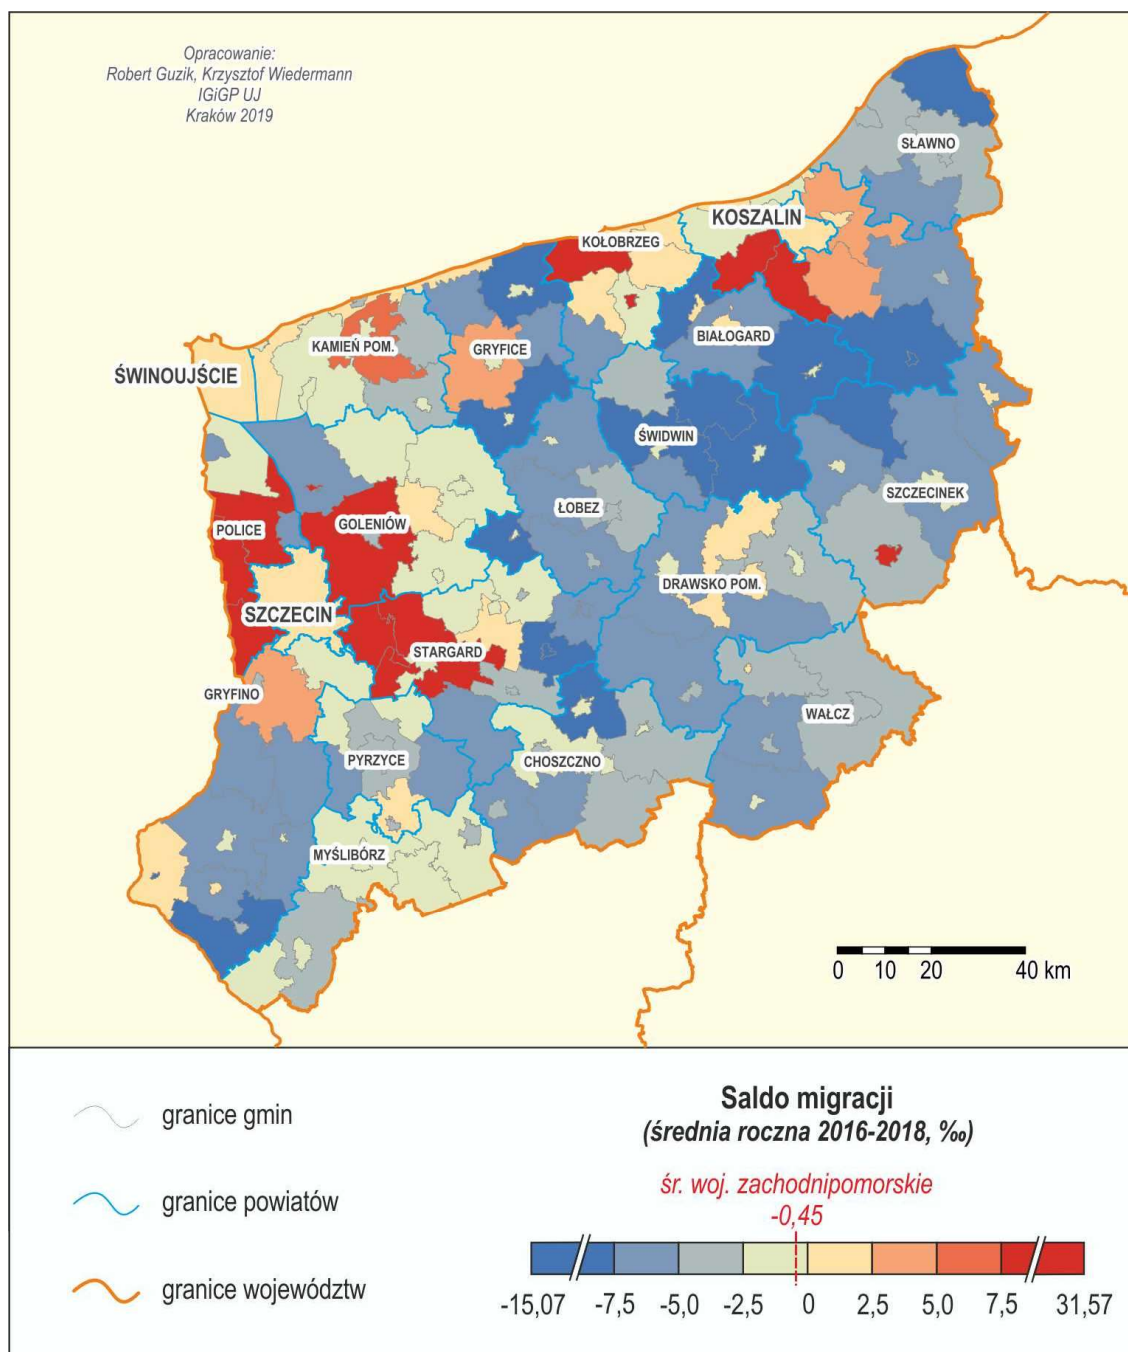 Opracowanie:
Robert Guzik, Krzysztof Wiedermann
IGiGP UJ
Kraków 2019
SŁAWNO
KOSZALIN
KOŁOBRZEG
BIAŁOGARD
KAMIEŃ POM.
GRYFICE
ŚWINOUJŚCIE
ŚWIDWIN
SZCZECINEK
ŁOBEZ
POLICE
GOLENIÓW
DRAWSKO POM.
SZCZECIN
STARGARD
GRYFINO
WAŁCZ
PYRZYCE
CHOSZCZNO
MYŚLIBÓRZ
0 10 20 40 km
granice gmin
granice powiatów
granice województw
Saldo migracji
(średnia roczna 2016-2018, ‰)
śr. woj. zachodnipomorskie
-0,45
-15,07 -7,5 -5,0 -2,5 0 2,5 5,0 7,5 31,57